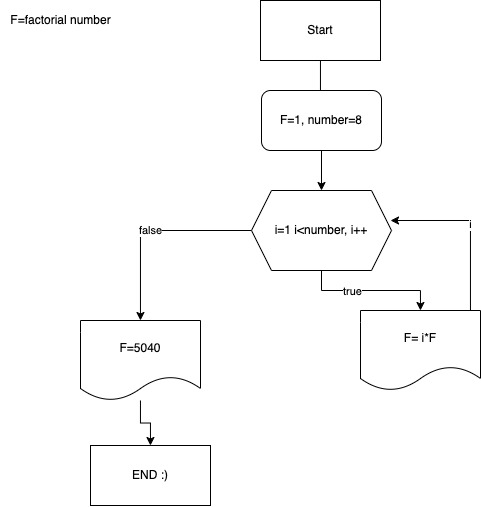 F=factorial number
Start
F=1, number=8
i=1 i<number, i++
false
i
true
F= i*F
F=5040
END :)